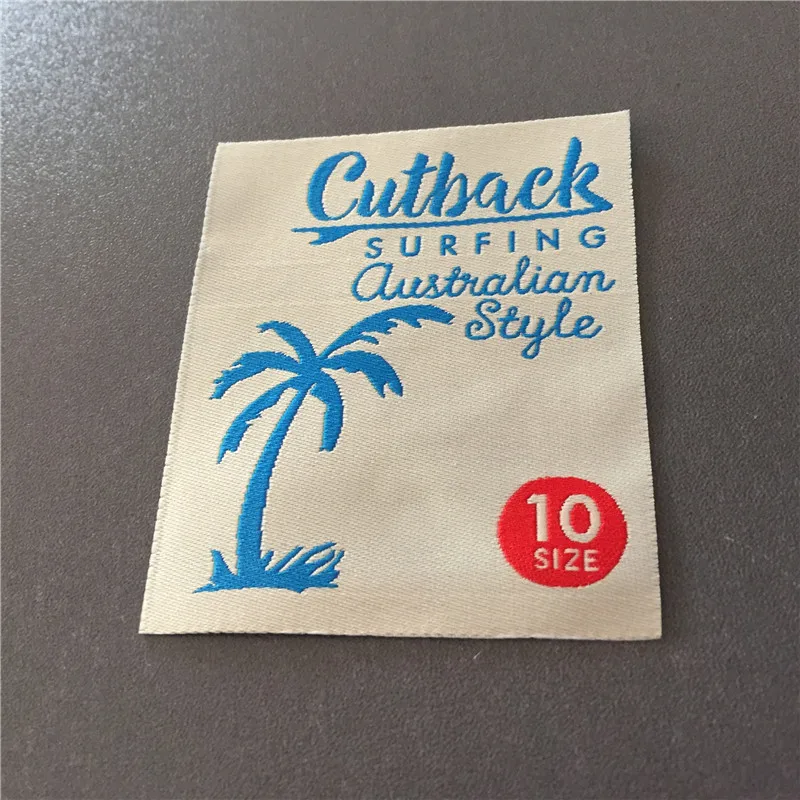 Cutback
SURFING
Australian
Style
10
SIZE